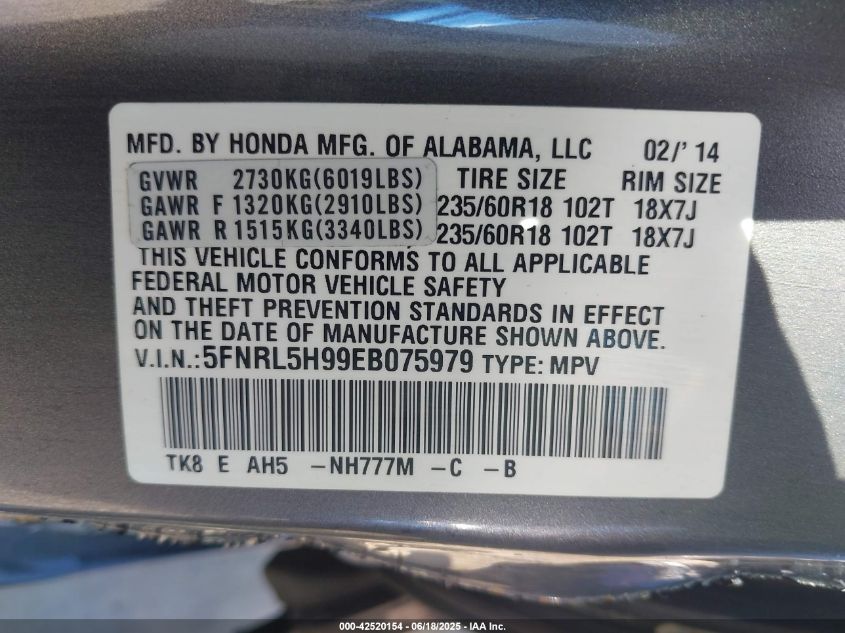 MFD. BY HONDA MFG. OF ALABAMA, LLC 02/' 14
GVWR 2730KG(6019LBS) TIRE SIZE RIM SIZE
GAWR F 1320KG(2910LBS) 235/60R18 102T 18X7J
GAWR R 1515KG(3340LBS) 235/60R18 102T 18X7J
THIS VEHICLE CONFORMS TO ALL APPLICABLE
FEDERAL MOTOR VEHICLE SAFETY
AND THEFT PREVENTION STANDARDS IN EFFECT
ON THE DATE OF MANUFACTURE SHOWN ABOVE.
V.I.N.: 5FNRL5H99EB075979 TYPE: MPV
TK8 E AH5 -NH777M -C -B
000-42520154 - 06/18/2025 - IAA Inc.